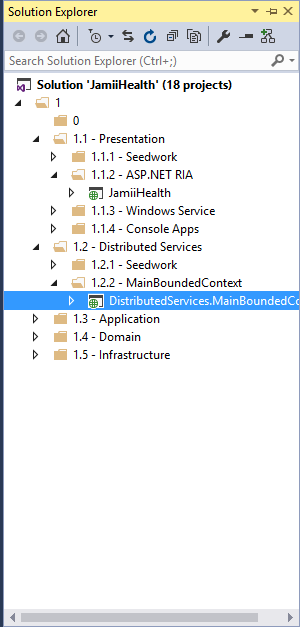 Solution Explorer
Search Solution Explorer (Ctrl+;)
Solution 'JamiiHealth' (18 projects)
1
0
1.1 - Presentation
1.1.1 - Seedwork
1.1.2 - ASP.NET RIA
JamiiHealth
1.1.3 - Windows Service
1.1.4 - Console Apps
1.2 - Distributed Services
1.2.1 - Seedwork
1.2.2 - MainBoundedContext
DistributedServices.MainBoundedCo
1.3 - Application
1.4 - Domain
1.5 - Infrastructure